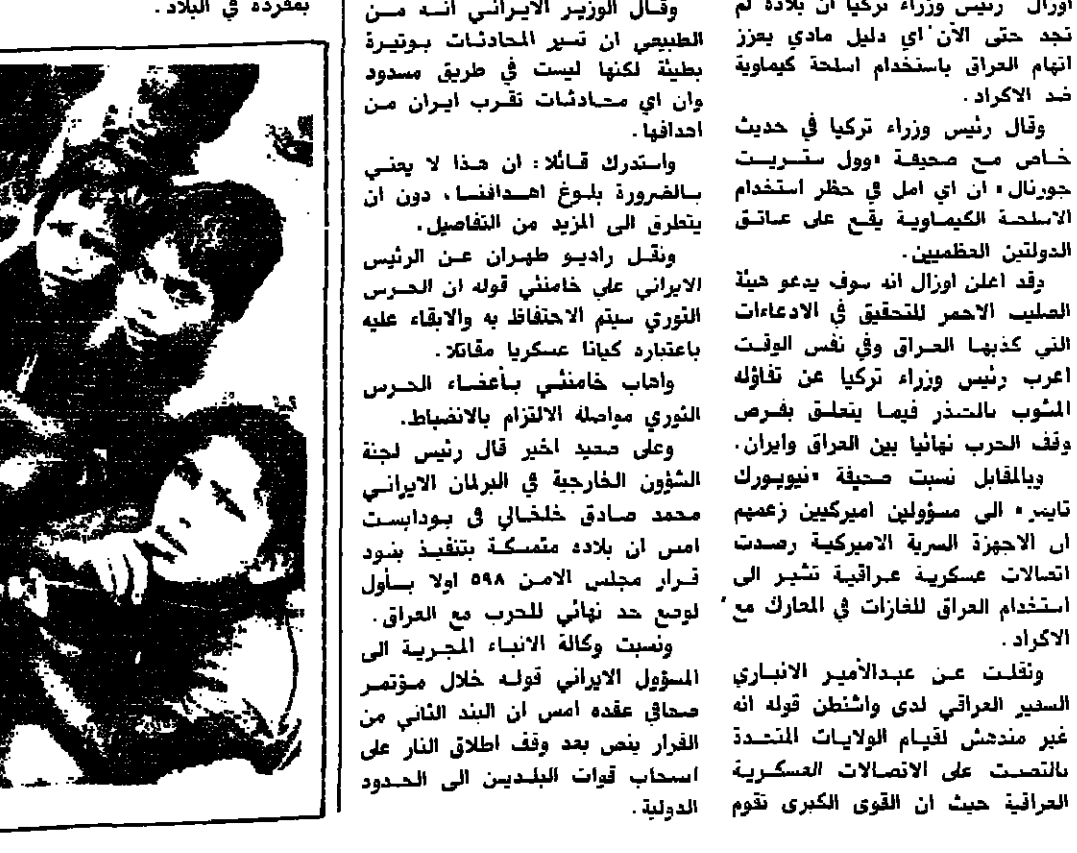 اوزال رئيس وزراء تركيا ان بلاده لم
تجد حتى الآن اي دليل مادي يعزز
اتهام العراق باستخدام اسلحة كيماوية
ضد الاكراد.
وقال رئيس وزراء تركيا في حديث
خاص مع صحيفة «وول ستريت
جورنال» ان اي امل في حظر استخدام
الاسلحة الكيماوية يقع على عاتق
الدولتين العظميين.
وقد اعلن اوزال انه سوف يدعو هيئة
الصليب الاحمر للتحقيق في الادعاءات
التي كذبها العراق وفي نفس الوقت
اعرب رئيس وزراء تركيا عن تفاؤله
المشوب بالحذر فيما يتعلق بفرص
وقف الحرب نهائيا بين العراق وايران.
وبالمقابل نسبت صحيفة «نيويورك
تايمز» الى مسؤولين اميركيين زعمهم
ان الاجهزة السرية الاميركية رصدت
اتصالات عسكرية عراقية تشير الى
استخدام العراق للغازات في المعارك مع
الاكراد.
ونقلت عن عبدالأمير الانباري
السفير العراقي لدى واشنطن قوله انه
غير مندهش لقيام الولايات المتحدة
بالتصنت على الاتصالات العسكرية
العراقية حيث ان القوى الكبرى تقوم
وقال الوزير الايراني انه من
الطبيعي ان تسير المحادثات بوتيرة
بطيئة لكنها ليست في طريق مسدود
وان اي محادثات تقرب ايران من
اهدافها.
واستدرك قائلا: ان هذا لا يعني
بالضرورة بلوغ اهدافنا، دون ان
يتطرق الى المزيد من التفاصيل.
ونقل راديو طهران عن الرئيس
الايراني علي خامنئي قوله ان الحرس
الثوري سيتم الاحتفاظ به والابقاء عليه
باعتباره كيانا عسكريا مقاتلا.
واهاب خامنئي بأعضاء الحرس
الثوري مواصلة الالتزام بالانضباط.
وعلى صعيد اخير قال رئيس لجنة
الشؤون الخارجية في البرلمان الايراني
محمد صادق خلخالي في بودابست
امس ان بلاده متمسكة بتنفيذ بنود
قرار مجلس الامن ٥٩٨ اولا بأول
لوضع حد نهائي للحرب مع العراق.
ونسبت وكالة الانباء المجرية الى
المسؤول الايراني قوله خلال مؤتمر
صحافي عقده امس ان البند الثاني من
القرار ينص بعد وقف اطلاق النار على
انسحاب قوات البلدين الى الحدود
الدولية.
بمفرده في البلاد.